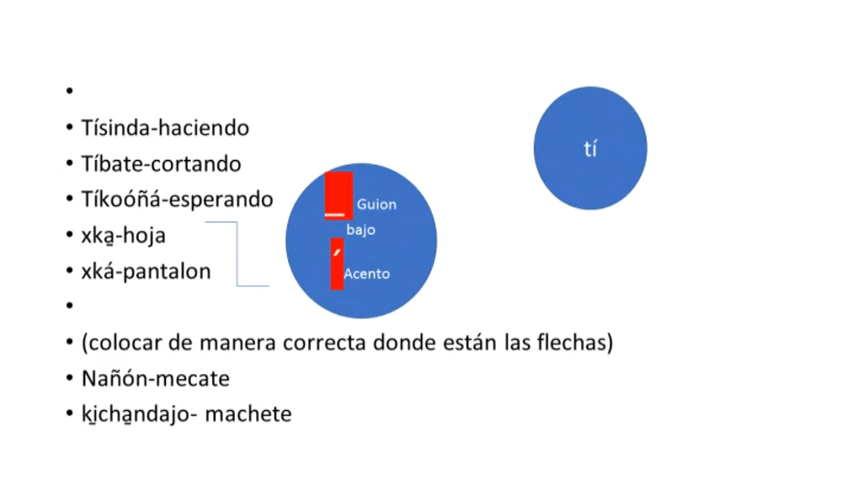 • Tísinda-haciendo
• Tíbate-cortando
• Tíkoóñá-esperando
• xka̱-hoja
• xká-pantalon
• (colocar de manera correcta donde están las flechas)
• Nañón-mecate
• ki̱cha̱ndajo- machete
_ Guion
bajo
´ Acento
tí